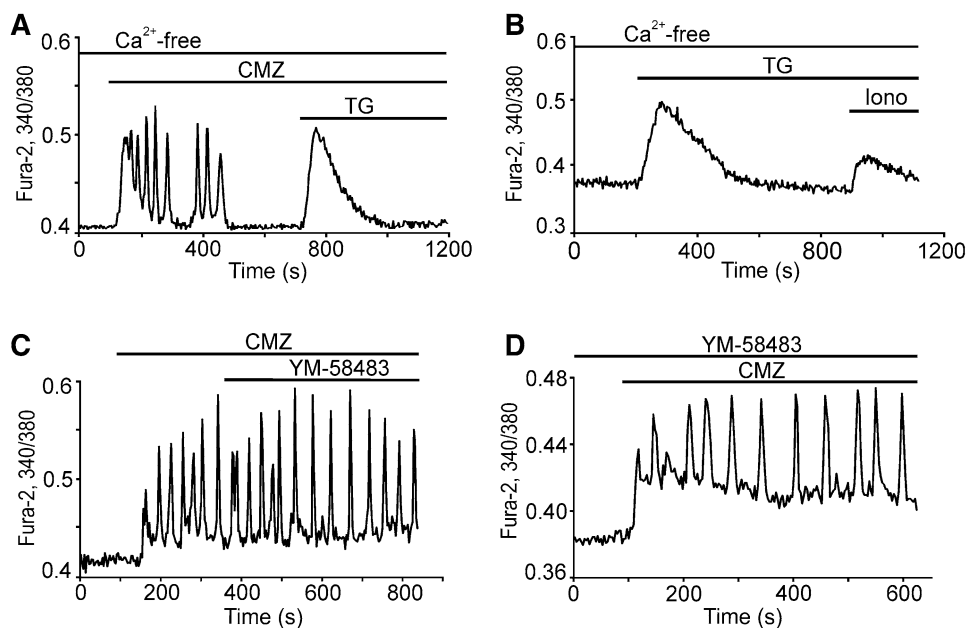 A
Ca²⁺-free
CMZ
TG
Fura-2, 340/380
0.6
0.5
0.4
0
400
800
1200
Time (s)
B
Ca²⁺-free
TG
Iono
Fura-2, 340/380
0.6
0.5
0.4
0.3
0
400
800
1200
Time (s)
C
CMZ
YM-58483
Fura-2, 340/380
0.6
0.5
0.4
0
200
400
600
800
Time (s)
D
YM-58483
CMZ
Fura-2, 340/380
0.48
0.44
0.40
0.36
0
200
400
600
Time (s)